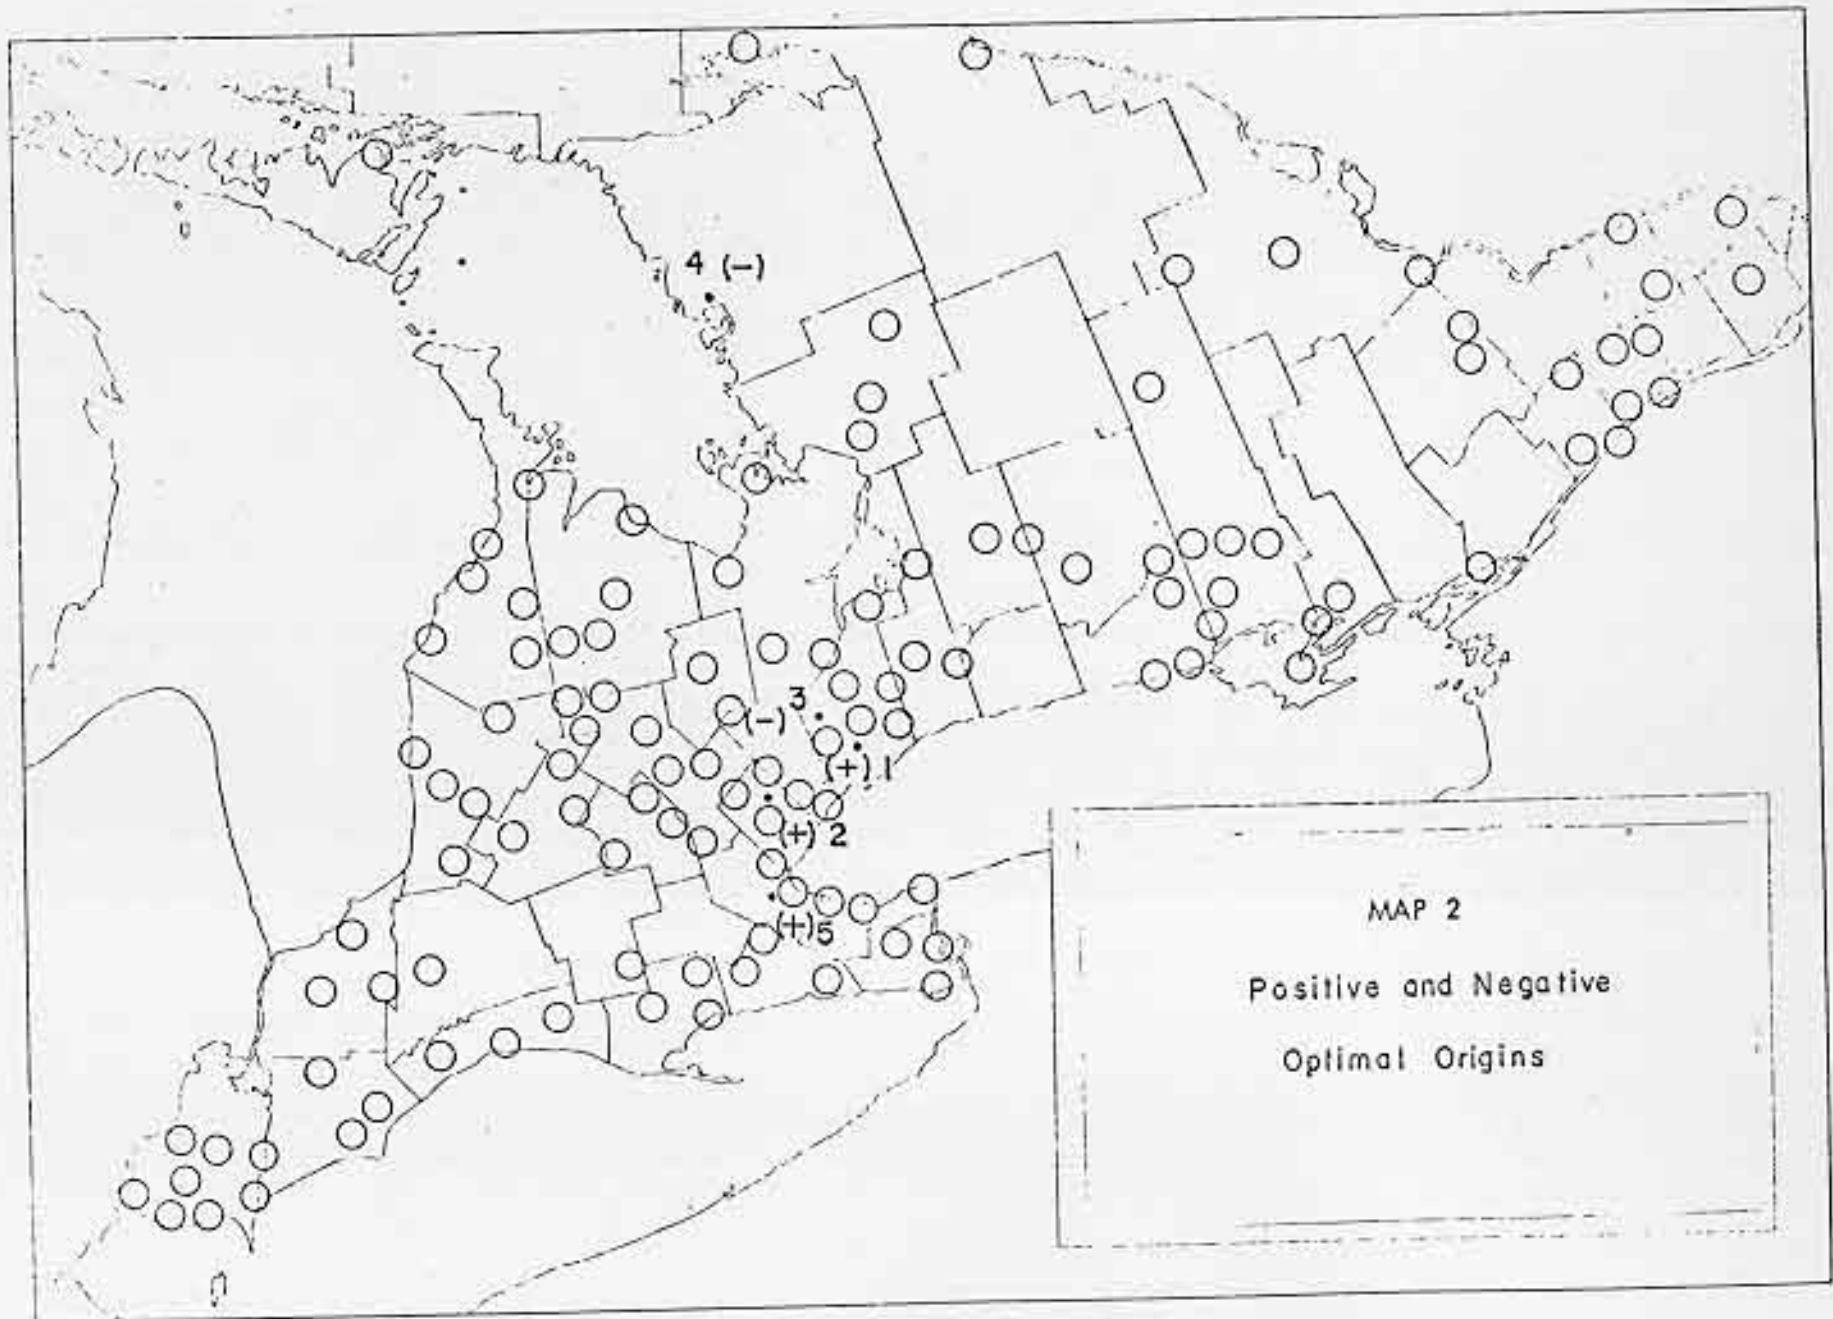 4 (-)
(-) 3
(+) 1
(+) 2
(+) 5
MAP 2
Positive and Negative
Optimal Origins